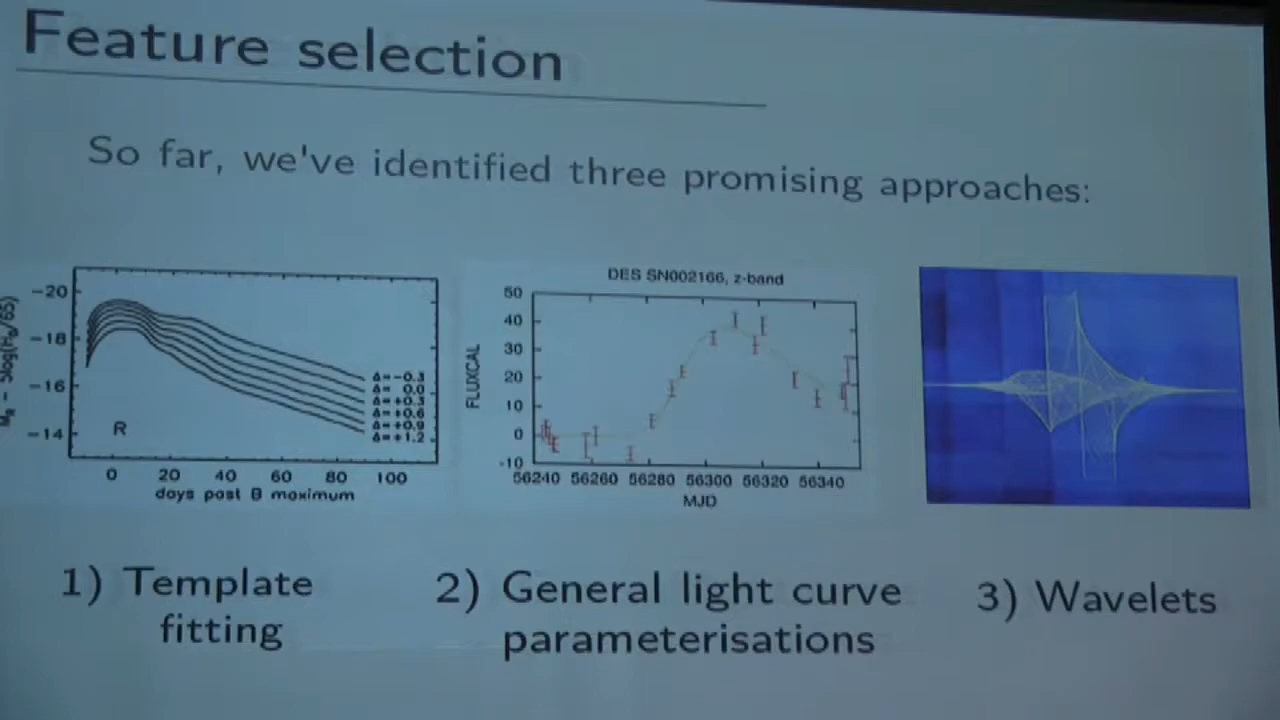 Feature selection
So far, we've identified three promising approaches:
-20
-18
-16
-14
R
Δ=-0.3
Δ= 0.0
Δ=+0.3
Δ=+0.6
Δ=+0.9
Δ=+1.2
0 20 40 60 80 100
days past B maximum
DES SN002166, z-band
FLUXCAL
50
40
30
20
10
0
-10
56240 56260 56280 56300 56320 56340
MJD
1) Template
fitting
2) General light curve
parameterisations
3) Wavelets